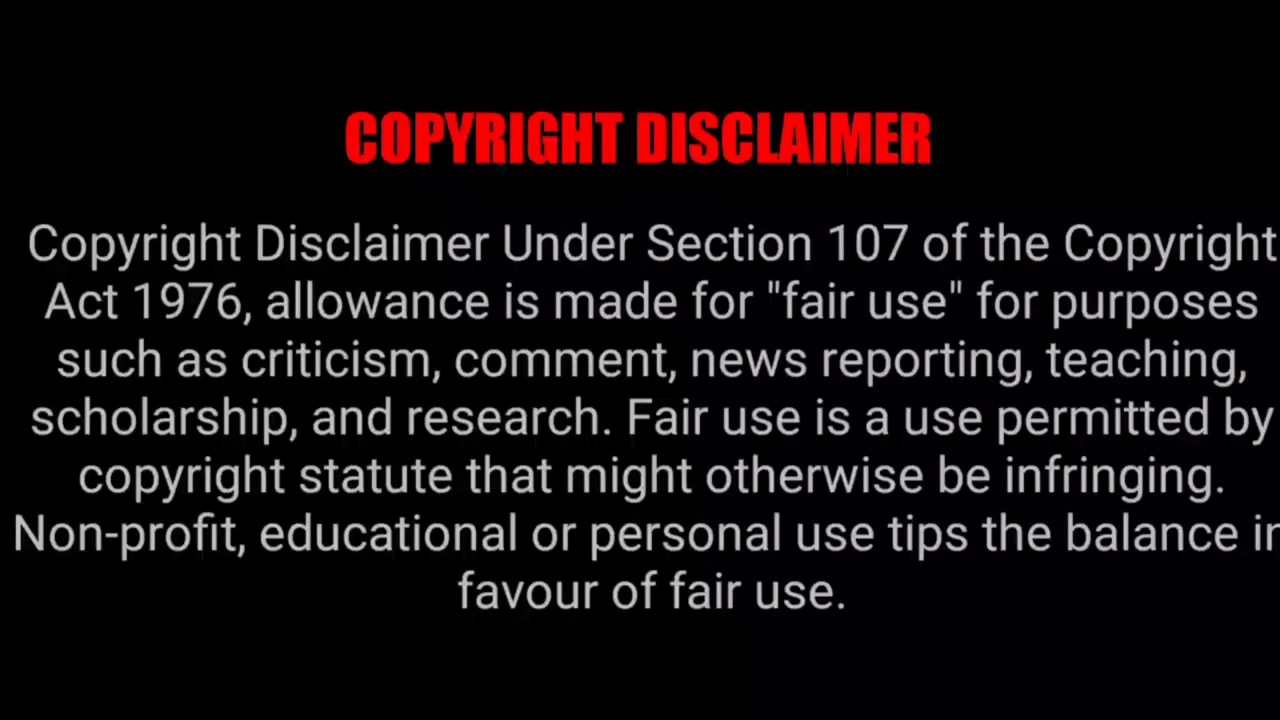 COPYRIGHT DISCLAIMER
Copyright Disclaimer Under Section 107 of the Copyright
Act 1976, allowance is made for "fair use" for purposes
such as criticism, comment, news reporting, teaching,
scholarship, and research. Fair use is a use permitted by
copyright statute that might otherwise be infringing.
Non-profit, educational or personal use tips the balance in
favour of fair use.